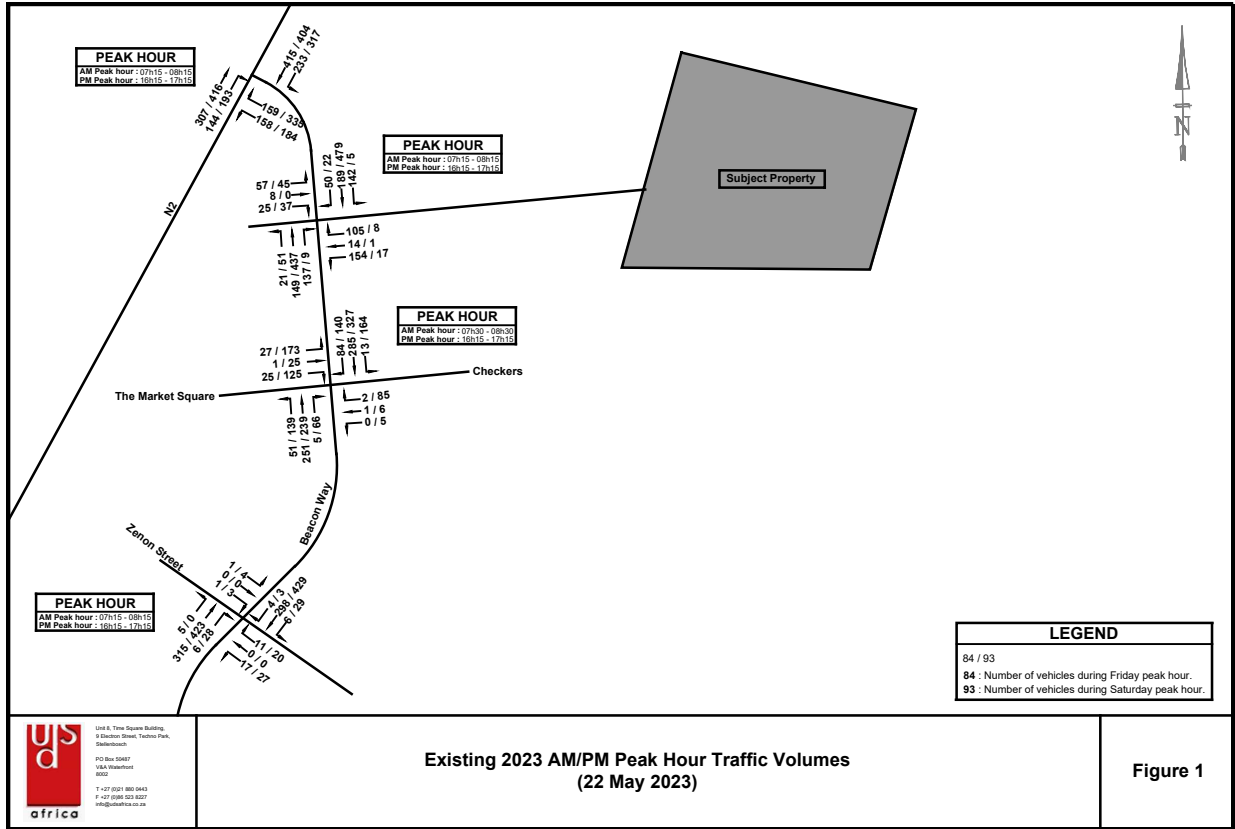 PEAK HOUR
AM Peak hour : 07h15 - 08h15
PM Peak hour : 16h15 - 17h15
415 / 404
233 / 317
307 / 416
144 / 193
159 / 335
158 / 184
N2
PEAK HOUR
AM Peak hour : 07h15 - 08h15
PM Peak hour : 16h15 - 17h15
50 / 22
189 / 479
142 / 5
57 / 45
8 / 0
25 / 37
105 / 8
14 / 1
154 / 17
21 / 51
149 / 437
137 / 9
Subject Property
N
PEAK HOUR
AM Peak hour : 07h30 - 08h30
PM Peak hour : 16h15 - 17h15
84 / 140
285 / 327
13 / 164
27 / 173
1 / 25
25 / 125
Checkers
The Market Square
2 / 85
1 / 6
0 / 5
51 / 139
251 / 239
5 / 66
Beacon Way
Zenon Street
PEAK HOUR
AM Peak hour : 07h15 - 08h15
PM Peak hour : 16h15 - 17h15
1 / 4
0 / 0
1 / 3
4 / 3
298 / 429
6 / 29
5 / 0
315 / 423
6 / 28
11 / 20
0 / 0
17 / 27
LEGEND
84 / 93
84 : Number of vehicles during Friday peak hour.
93 : Number of vehicles during Saturday peak hour.
uds
africa
Unit 8, Time Square Building,
9 Electron Street, Techno Park,
Stellenbosch
PO Box 50487
V&A Waterfront
8002
T +27 (0)21 880 0443
F +27 (0)86 523 8227
info@udsafrica.co.za
Existing 2023 AM/PM Peak Hour Traffic Volumes
(22 May 2023)
Figure 1